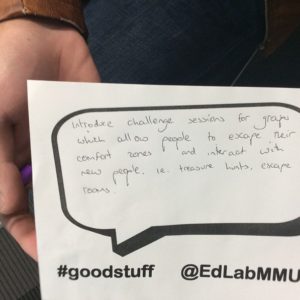 Introduce challenge sessions for groups
which allow people to escape their
comfort zones and interact with
new people. i.e. treasure hunts, escape
rooms.
#goodstuff @EdLabMMU